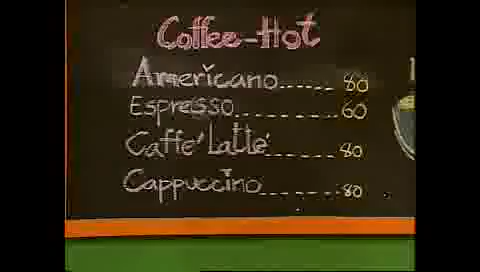 Coffee-Hot
Americano...... 80
Espresso........ 60
Caffe' Latte'....... 80
Cappuccino....... 80